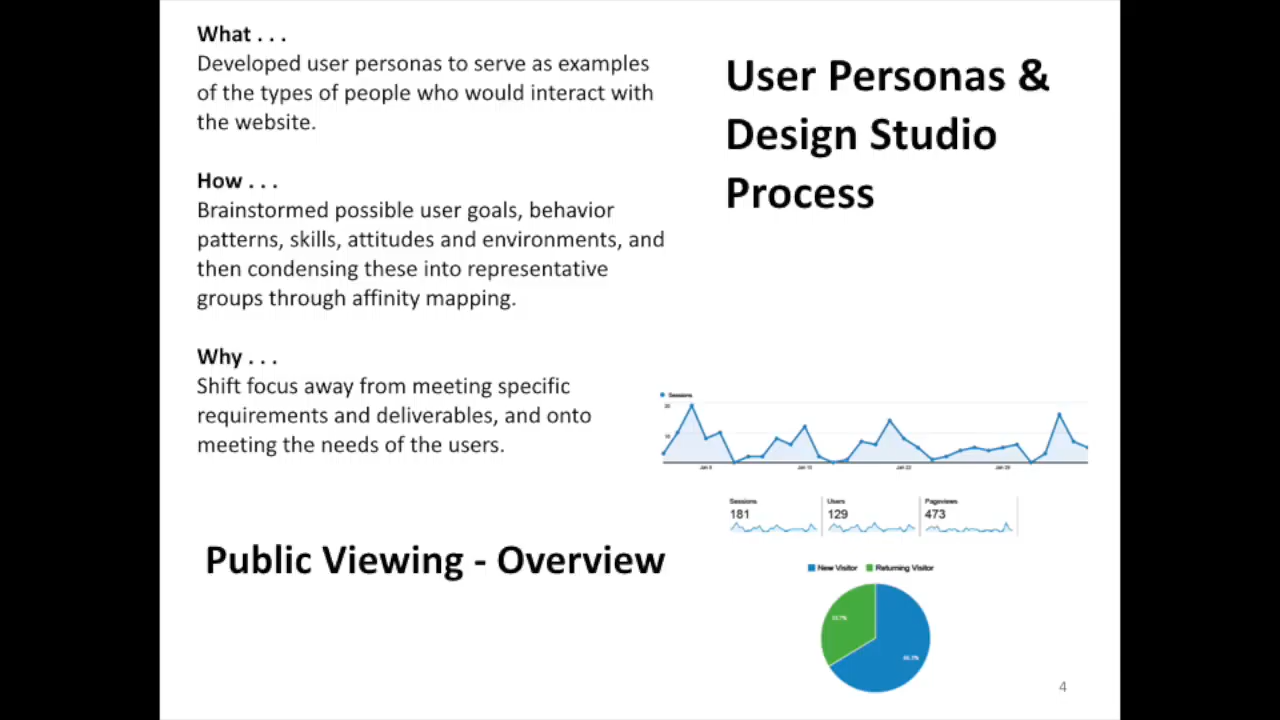 What . . .
Developed user personas to serve as examples
of the types of people who would interact with
the website.
How . . .
Brainstormed possible user goals, behavior
patterns, skills, attitudes and environments, and
then condensing these into representative
groups through affinity mapping.
Why . . .
Shift focus away from meeting specific
requirements and deliverables, and onto
meeting the needs of the users.
User Personas &
Design Studio
Process
Sessions
Jan 22
Sessions Users Pageviews
181 129 473
Public Viewing - Overview
New Visitor Returning Visitor
4